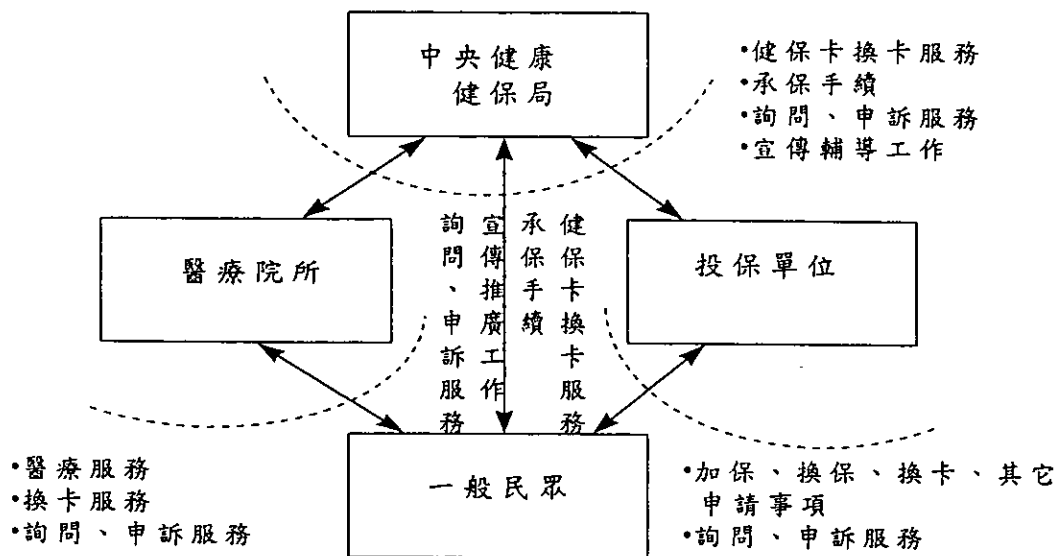 中央健康
健保局
•健保卡換卡服務
•承保手續
•詢問、申訴服務
•宣傳輔導工作
醫療院所
投保單位
健保卡換卡服務
承保手續
宣傳推廣工作
詢問、申訴服務
•醫療服務
•換卡服務
•詢問、申訴服務
一般民眾
•加保、換保、換卡、其它
申請事項
•詢問、申訴服務